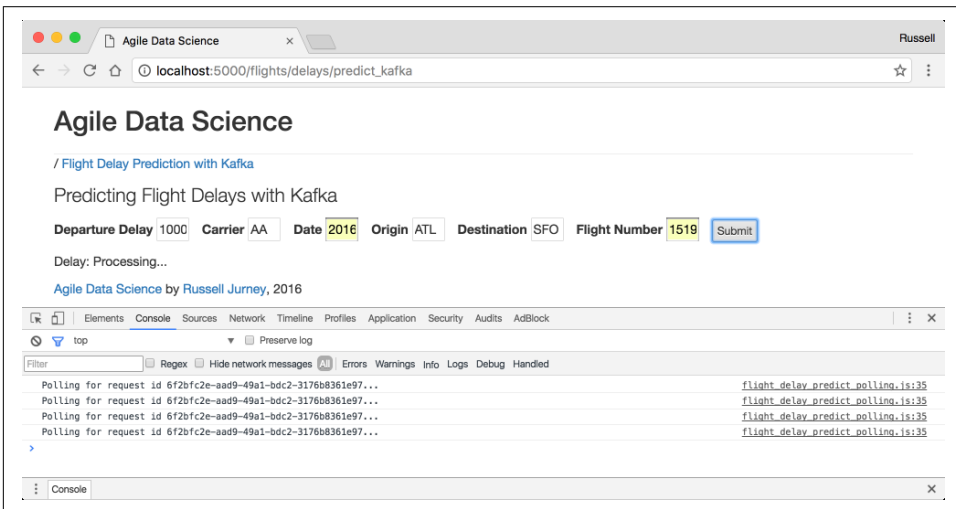 Agile Data Science
Russell
localhost:5000/flights/delays/predict_kafka
Agile Data Science
/ Flight Delay Prediction with Kafka
Predicting Flight Delays with Kafka
Departure Delay 1000 Carrier AA Date 2016 Origin ATL Destination SFO Flight Number 1519 Submit
Delay: Processing...
Agile Data Science by Russell Jurney, 2016
Elements Console Sources Network Timeline Profiles Application Security Audits AdBlock
top Preserve log
Filter Regex Hide network messages All Errors Warnings Info Logs Debug Handled
Polling for request id 6f2bfc2e-aad9-49a1-bdc2-3176b8361e97... flight_delay_predict_polling.js:35
Polling for request id 6f2bfc2e-aad9-49a1-bdc2-3176b8361e97... flight_delay_predict_polling.js:35
Polling for request id 6f2bfc2e-aad9-49a1-bdc2-3176b8361e97... flight_delay_predict_polling.js:35
Polling for request id 6f2bfc2e-aad9-49a1-bdc2-3176b8361e97... flight_delay_predict_polling.js:35
Console